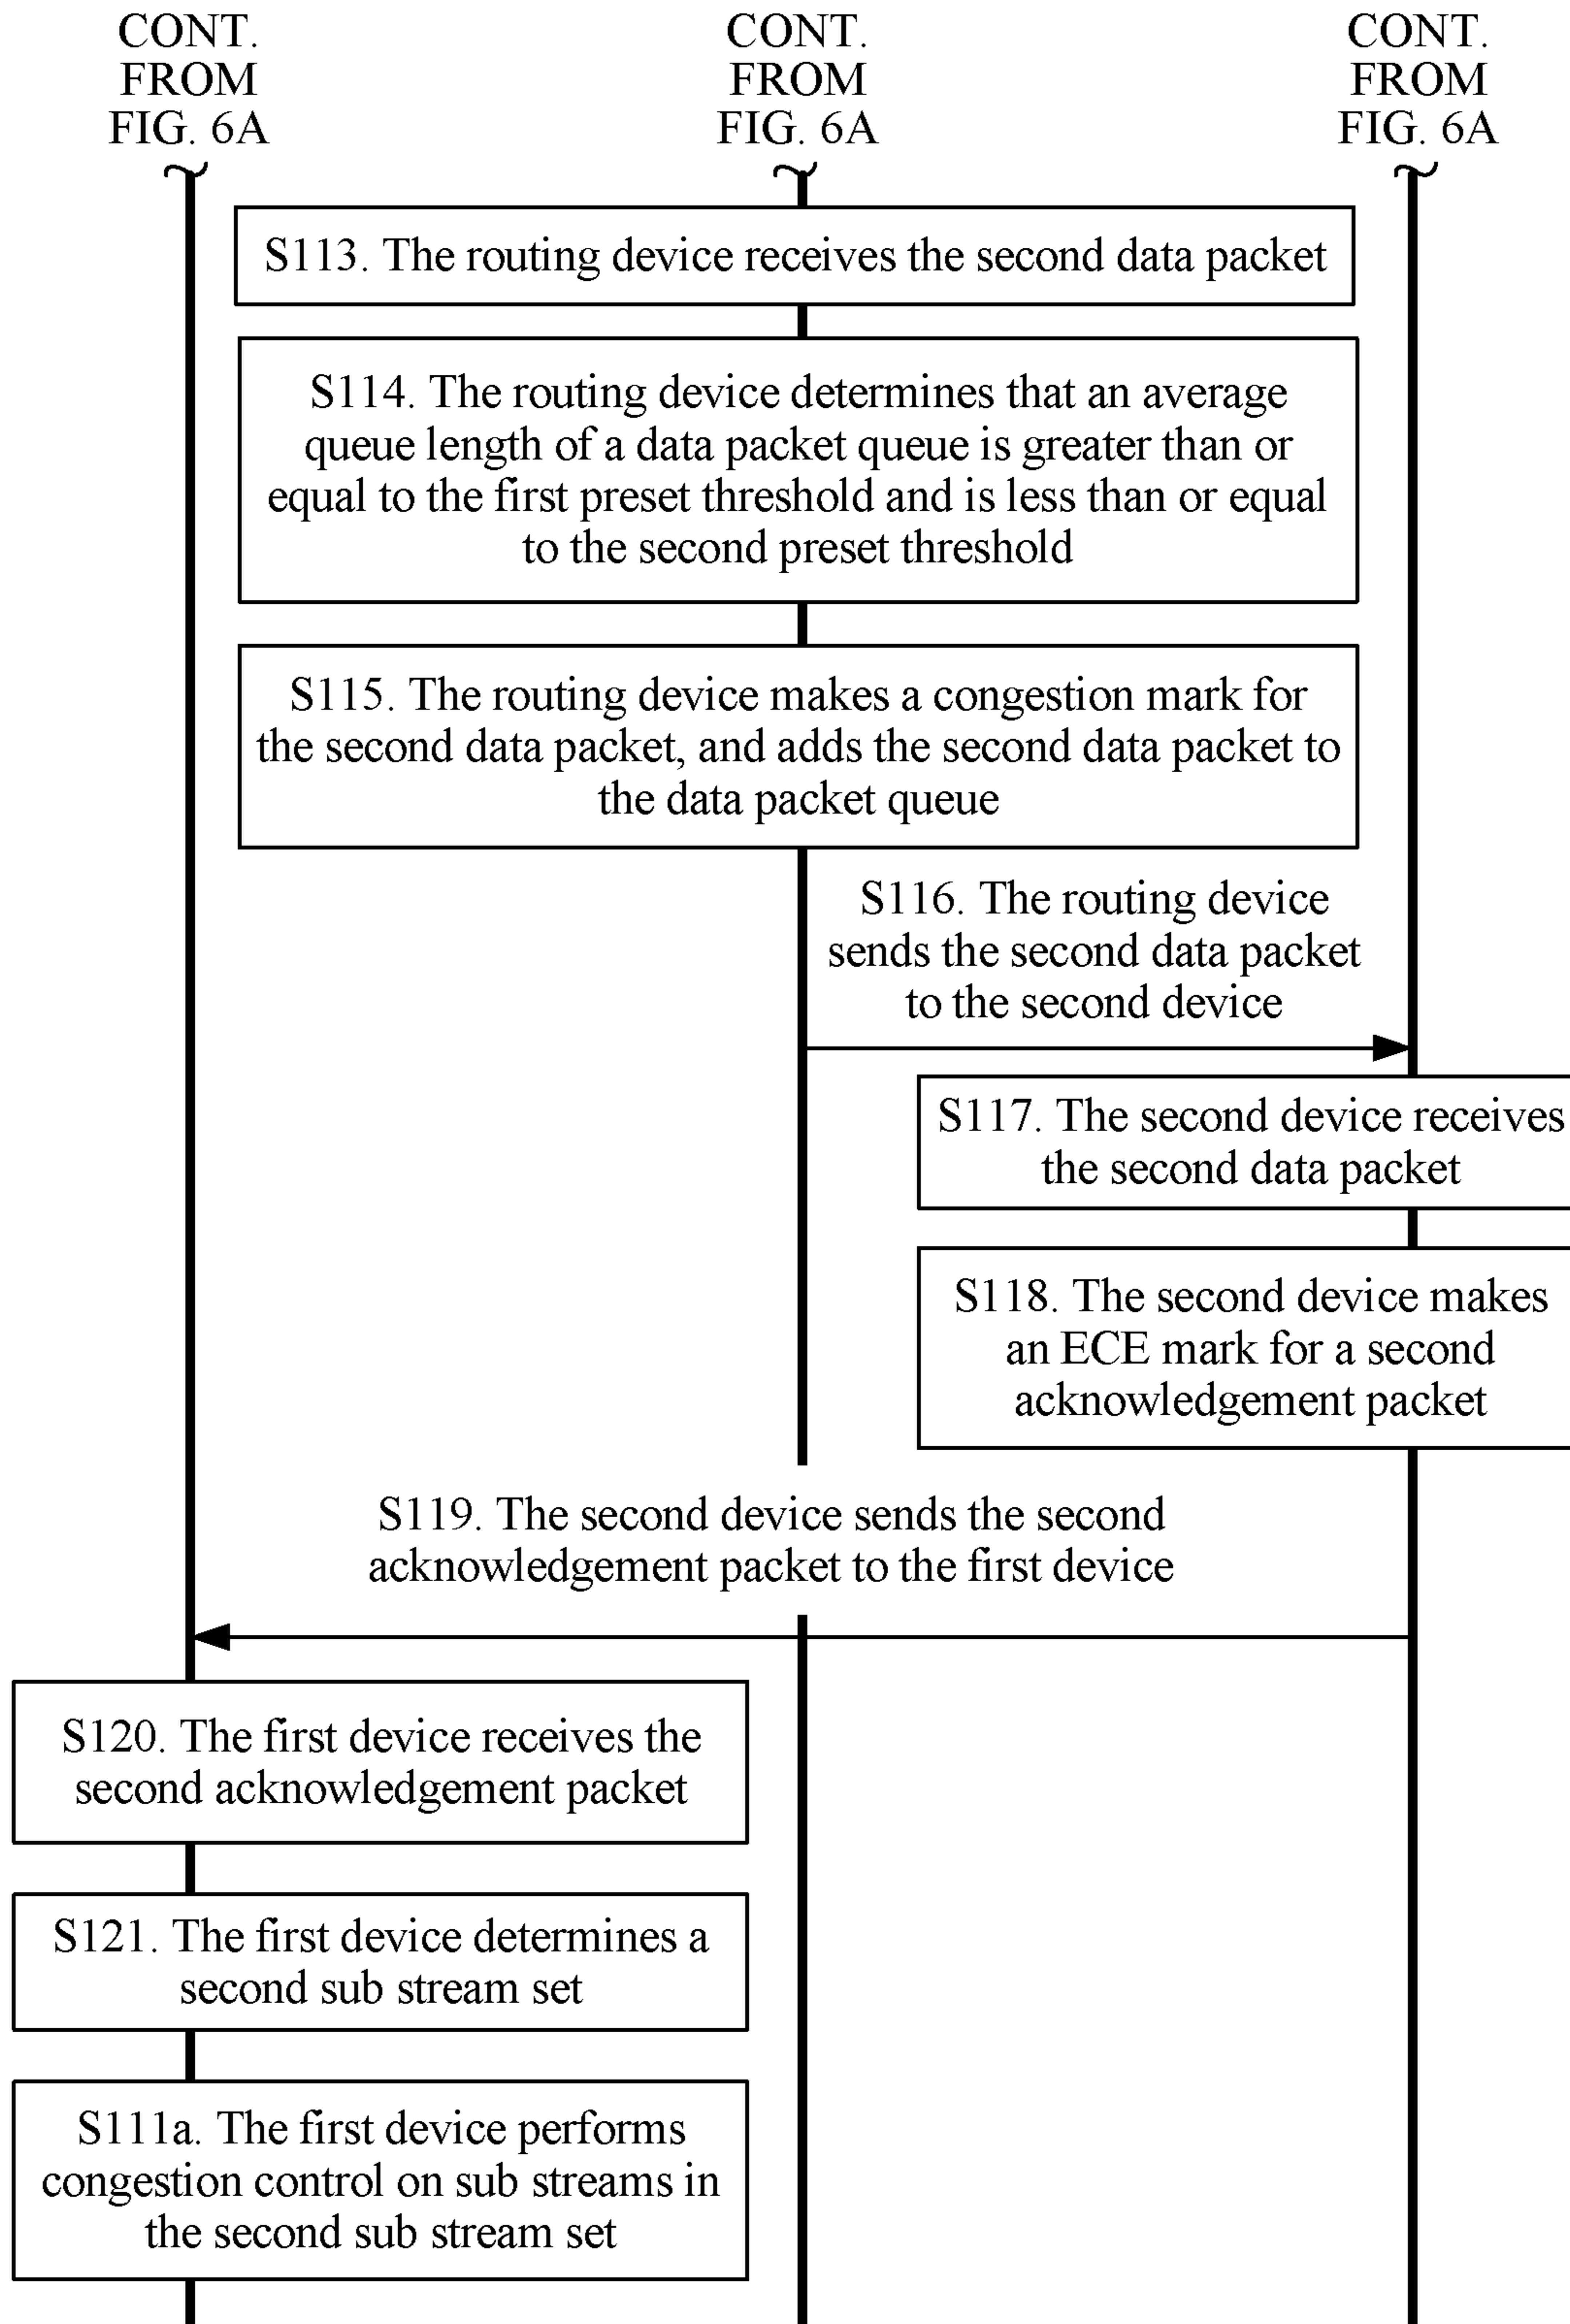 CONT.
FROM
FIG. 6A
CONT.
FROM
FIG. 6A
CONT.
FROM
FIG. 6A
S113. The routing device receives the second data packet
S114. The routing device determines that an average
queue length of a data packet queue is greater than or
equal to the first preset threshold and is less than or equal
to the second preset threshold
S115. The routing device makes a congestion mark for
the second data packet, and adds the second data packet to
the data packet queue
S116. The routing device
sends the second data packet
to the second device
S117. The second device receives
the second data packet
S118. The second device makes
an ECE mark for a second
acknowledgement packet
S119. The second device sends the second
acknowledgement packet to the first device
S120. The first device receives the
second acknowledgement packet
S121. The first device determines a
second sub stream set
S111a. The first device performs
congestion control on sub streams in
the second sub stream set